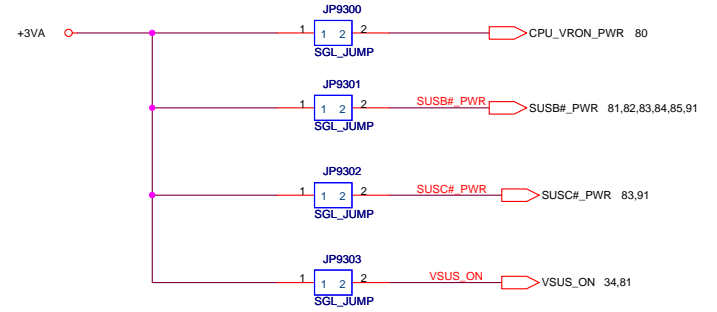 JP9300
+3VA
1 1 2 2
CPU_VRON_PWR 80
SGL_JUMP
JP9301
1 1 2 2
SUSB#_PWR
SUSB#_PWR 81,82,83,84,85,91
SGL_JUMP
JP9302
1 1 2 2
SUSC#_PWR
SUSC#_PWR 83,91
SGL_JUMP
JP9303
1 1 2 2
VSUS_ON
VSUS_ON 34,81
SGL_JUMP